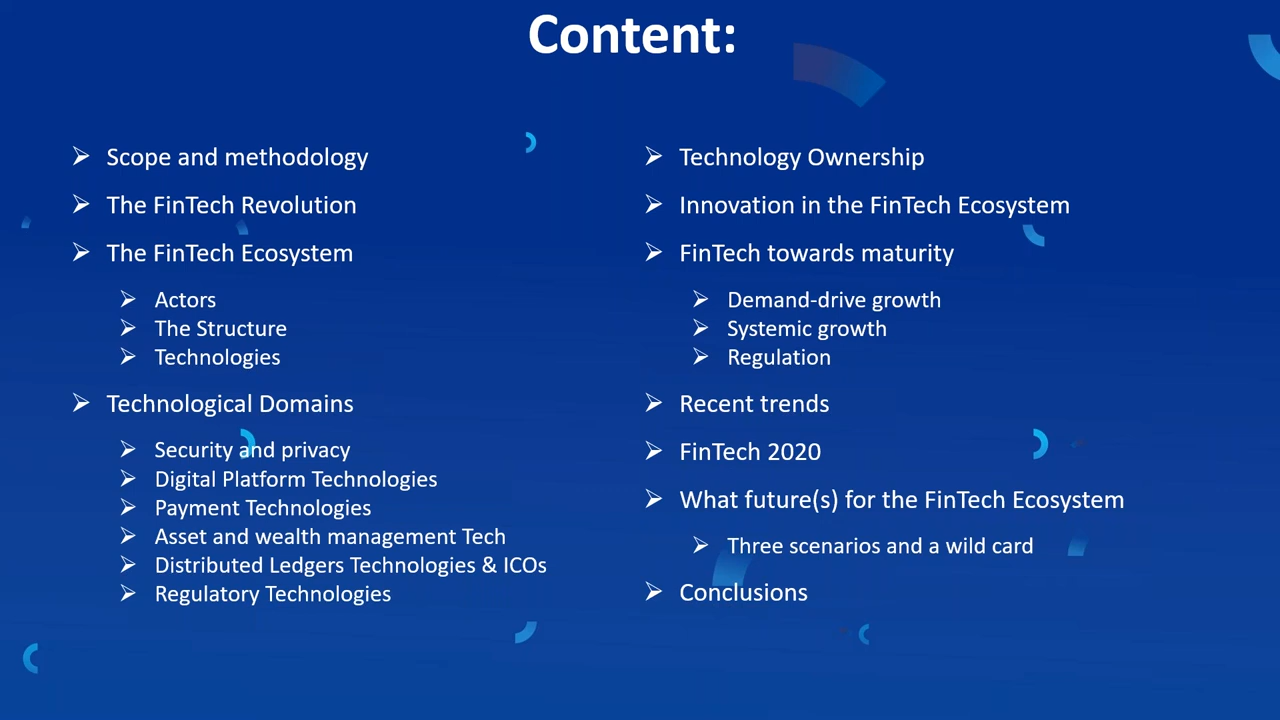 Content:
Scope and methodology
The FinTech Revolution
The FinTech Ecosystem
Actors
The Structure
Technologies
Technological Domains
Security and privacy
Digital Platform Technologies
Payment Technologies
Asset and wealth management Tech
Distributed Ledgers Technologies & ICOs
Regulatory Technologies
Technology Ownership
Innovation in the FinTech Ecosystem
FinTech towards maturity
Demand-drive growth
Systemic growth
Regulation
Recent trends
FinTech 2020
What future(s) for the FinTech Ecosystem
Three scenarios and a wild card
Conclusions